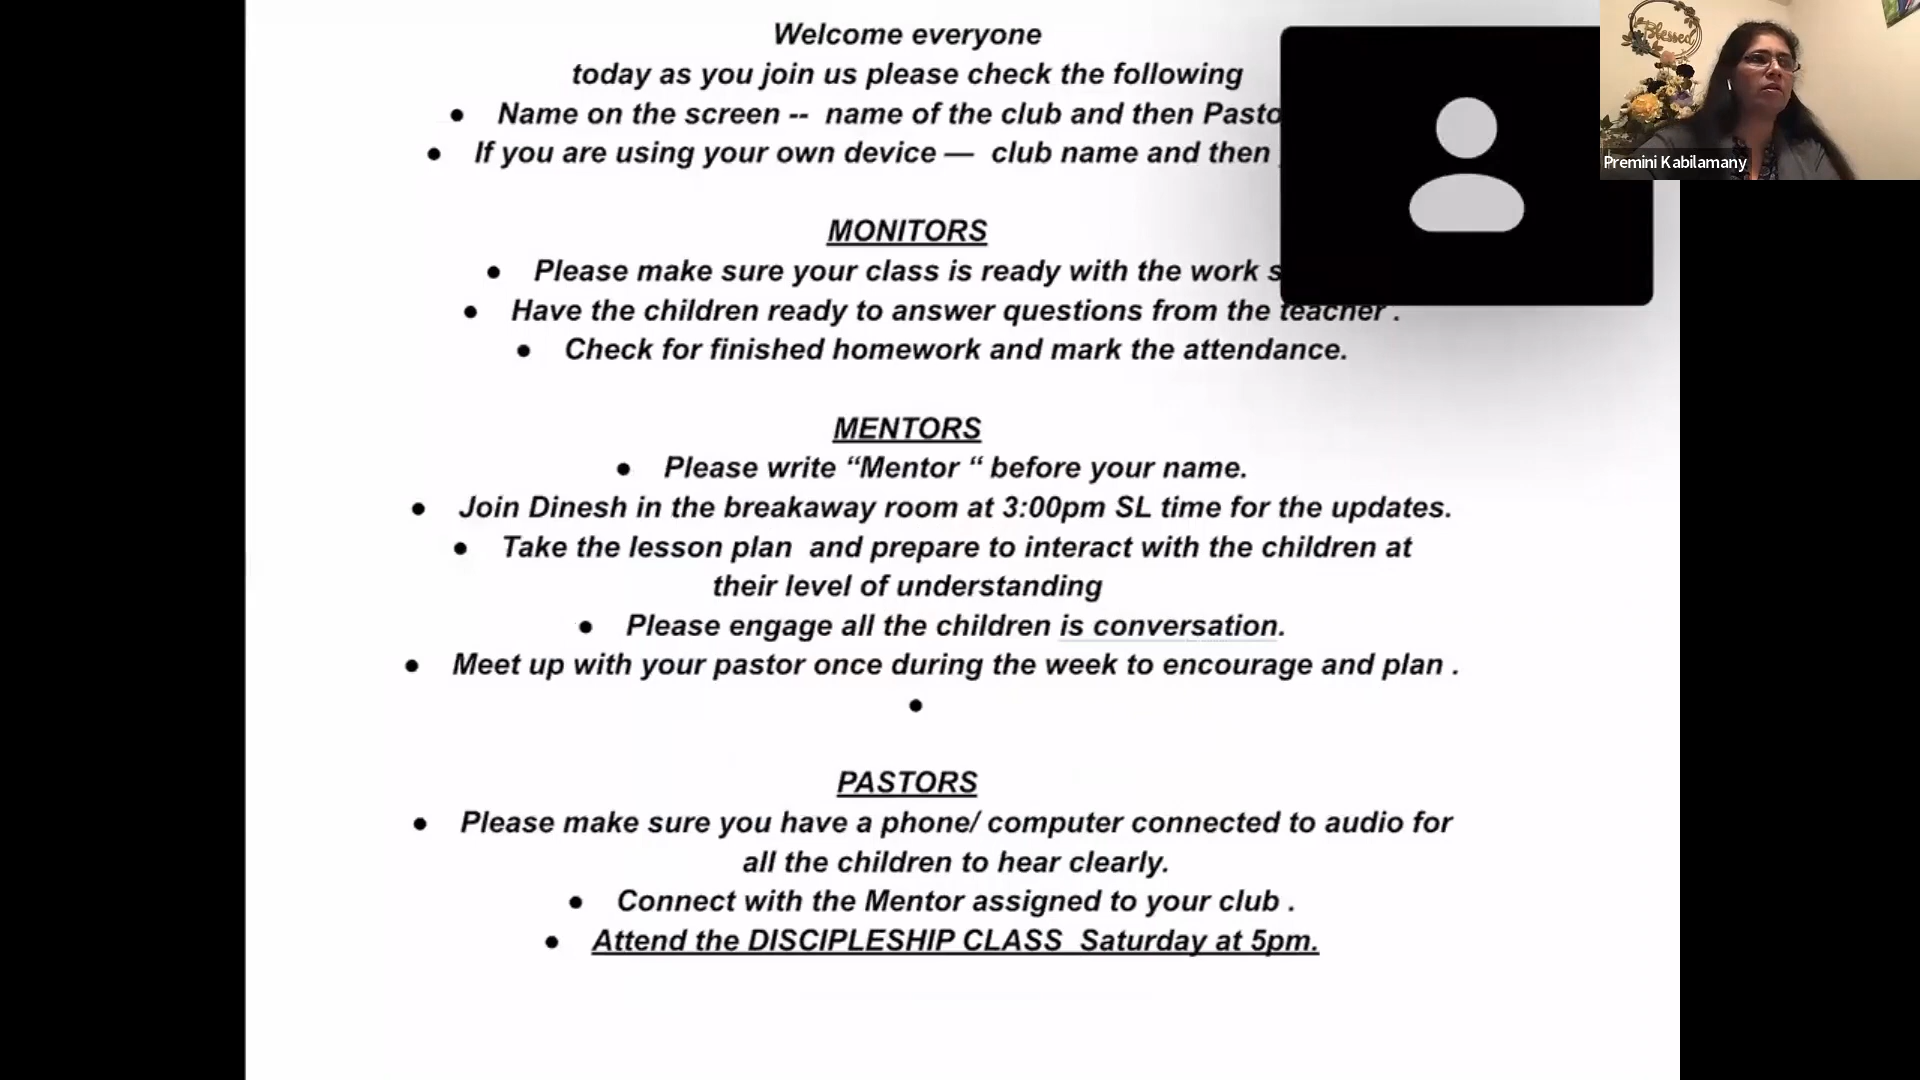 Welcome everyone
today as you join us please check the following
● Name on the screen -- name of the club and then
● If you are using your own device — club name and then
MONITORS
● Please make sure your class is ready with the work
● Have the children ready to answer questions from the teacher .
● Check for finished homework and mark the attendance.
MENTORS
● Please write “Mentor “ before your name.
● Join Dinesh in the breakaway room at 3:00pm SL time for the updates.
● Take the lesson plan and prepare to interact with the children at
their level of understanding
● Please engage all the children is conversation.
● Meet up with your pastor once during the week to encourage and plan .
●
PASTORS
● Please make sure you have a phone/ computer connected to audio for
all the children to hear clearly.
● Connect with the Mentor assigned to your club .
● Attend the DISCIPLESHIP CLASS Saturday at 5pm.
Blessed
Premini Kabilamany